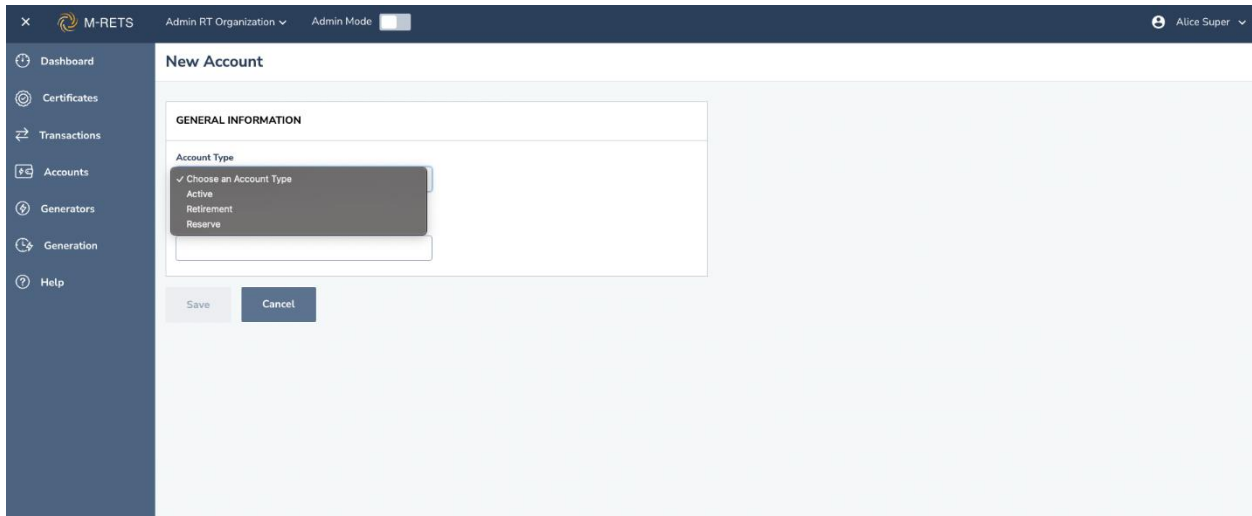 M-RETS Admin RT Organization Admin Mode Alice Super
Dashboard
Certificates
Transactions
Accounts
Generators
Generation
Help
New Account
GENERAL INFORMATION
Account Type
Choose an Account Type
Active
Retirement
Reserve
Save Cancel